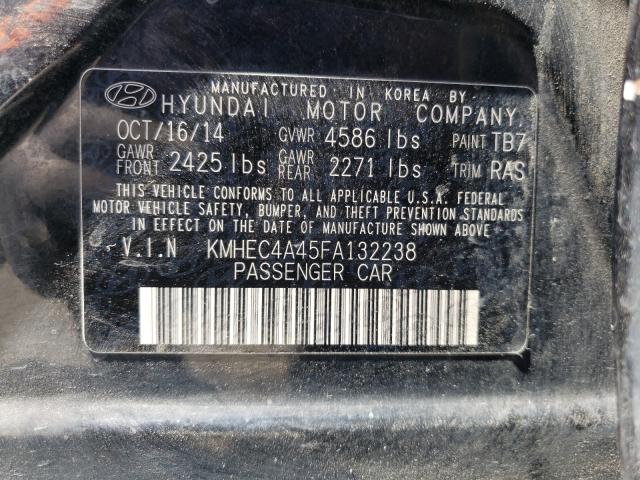 MANUFACTURED IN KOREA BY
HYUNDAI MOTOR COMPANY.
OCT/16/14 GVWR 4586 lbs PAINT TB7
GAWR FRONT 2425 lbs GAWR REAR 2271 lbs TRIM RAS
THIS VEHICLE CONFORMS TO ALL APPLICABLE U.S.A. FEDERAL
MOTOR VEHICLE SAFETY, BUMPER, AND THEFT PREVENTION STANDARDS
IN EFFECT ON THE DATE OF MANUFACTURE SHOWN ABOVE
V.I.N KMHEC4A45FA132238
PASSENGER CAR